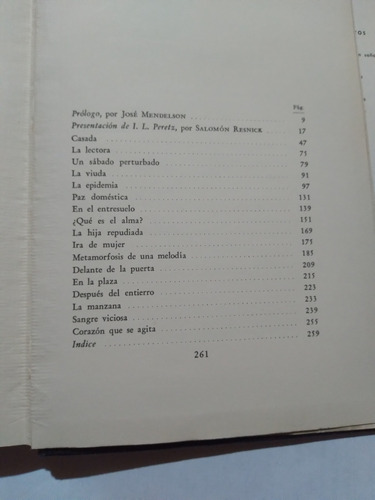 Pág.
Prólogo, por JOSÉ MENDELSON 9
Presentación de I. L. Peretz, por SALOMÓN RESNICK 17
Casada 47
La lectora 75
Un sábado perturbado 79
La viuda 91
La epidemia 97
Paz doméstica 131
En el entresuelo 139
¿Qué es el alma? 151
La hija repudiada 169
Ira de mujer 175
Metamorfosis de una melodía 185
Delante de la puerta 209
En la plaza 215
Después del entierro 223
La manzana 233
Sangre viciosa 239
Corazón que se agita 255
Indice 259
261